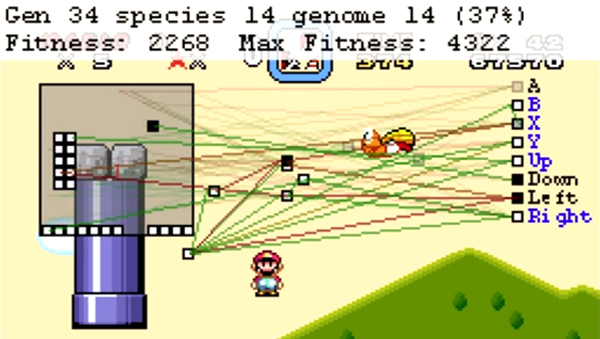 Gen 34 species 14 genome 14 (37%)
Fitness: 2268 Max Fitness: 4322
A
B
X
Y
Up
Down
Left
Right